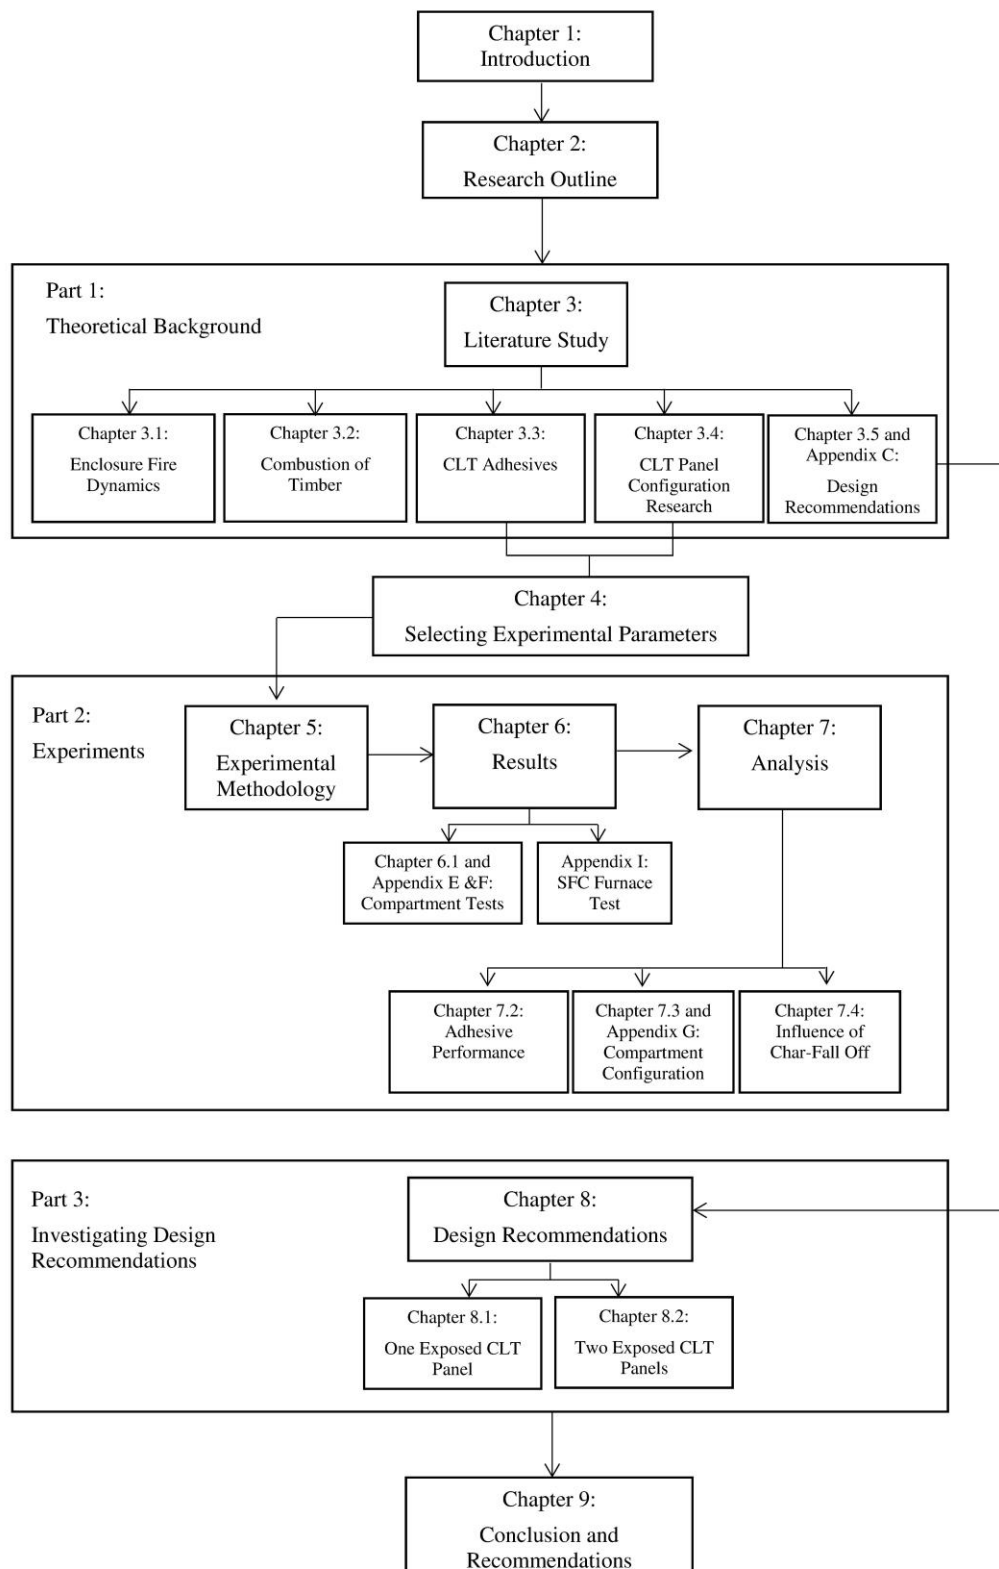 Chapter 1:
Introduction
Chapter 2:
Research Outline
Part 1:
Theoretical Background
Chapter 3:
Literature Study
Chapter 3.1:
Enclosure Fire
Dynamics
Chapter 3.2:
Combustion of
Timber
Chapter 3.3:
CLT Adhesives
Chapter 3.4:
CLT Panel
Configuration
Research
Chapter 3.5 and
Appendix C:
Design
Recommendations
Chapter 4:
Selecting Experimental Parameters
Part 2:
Experiments
Chapter 5:
Experimental
Methodology
Chapter 6:
Results
Chapter 7:
Analysis
Chapter 6.1 and
Appendix E &F:
Compartment Tests
Appendix I:
SFC Furnace
Test
Chapter 7.2:
Adhesive
Performance
Chapter 7.3 and
Appendix G:
Compartment
Configuration
Chapter 7.4:
Influence of
Char-Fall Off
Part 3:
Investigating Design
Recommendations
Chapter 8:
Design Recommendations
Chapter 8.1:
One Exposed CLT
Panel
Chapter 8.2:
Two Exposed CLT
Panels
Chapter 9:
Conclusion and
Recommendations